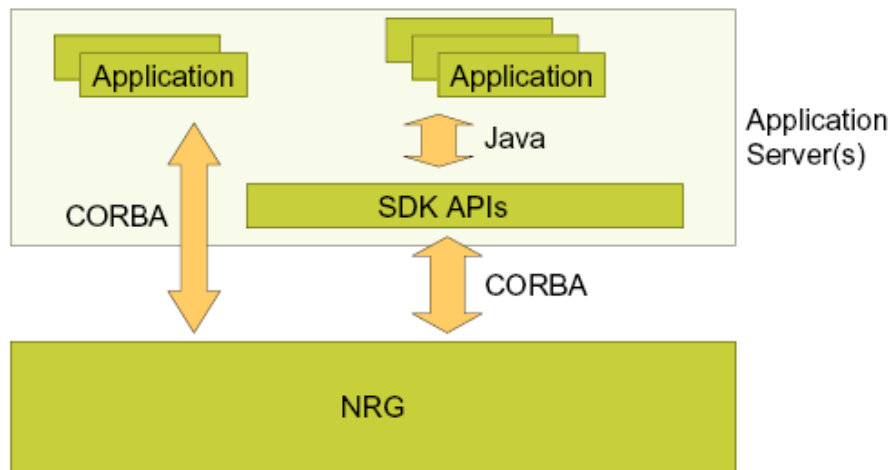 Application
Application
Java
Application
Server(s)
SDK APIs
CORBA
CORBA
NRG